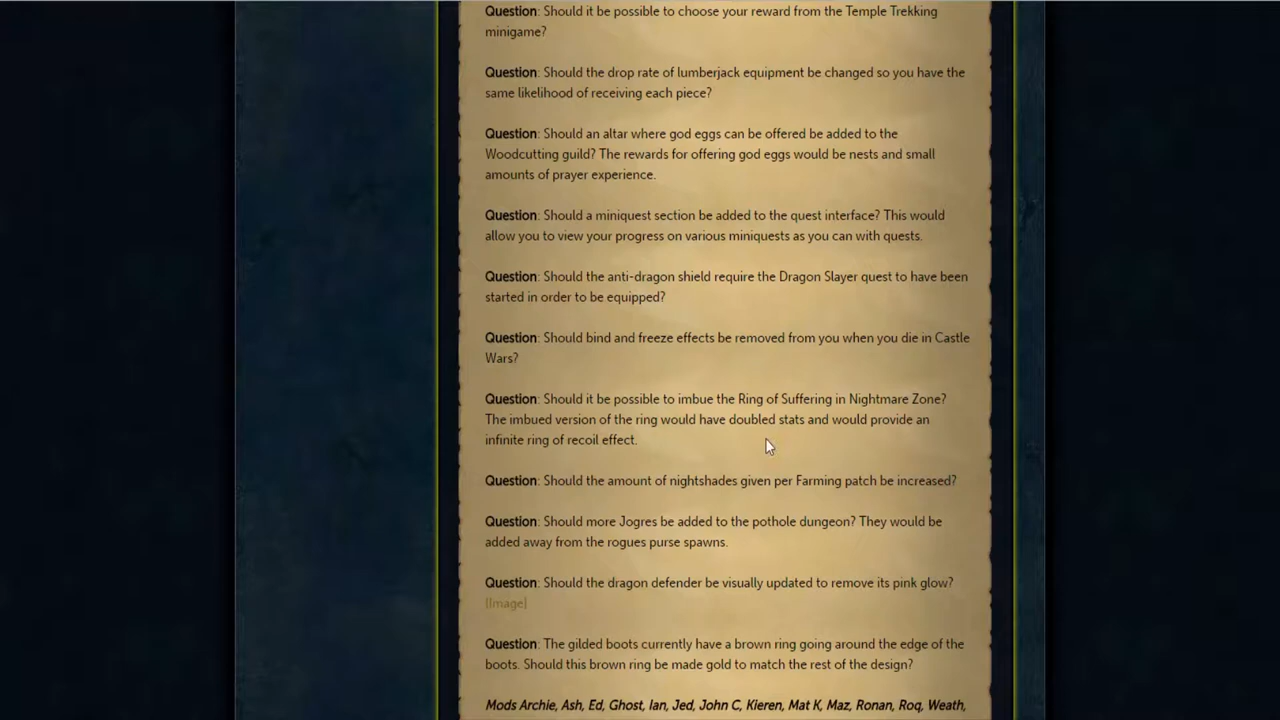 Question: Should it be possible to choose your reward from the Temple Trekking
minigame?
Question: Should the drop rate of lumberjack equipment be changed so you have the
same likelihood of receiving each piece?
Question: Should an altar where god eggs can be offered be added to the
Woodcutting guild? The rewards for offering god eggs would be nests and small
amounts of prayer experience.
Question: Should a miniquest section be added to the quest interface? This would
allow you to view your progress on various miniquests as you can with quests.
Question: Should the anti-dragon shield require the Dragon Slayer quest to have been
started in order to be equipped?
Question: Should bind and freeze effects be removed from you when you die in Castle
Wars?
Question: Should it be possible to imbue the Ring of Suffering in Nightmare Zone?
The imbued version of the ring would have doubled stats and would provide an
infinite ring of recoil effect.
Question: Should the amount of nightshades given per Farming patch be increased?
Question: Should more Jogres be added to the pothole dungeon? They would be
added away from the rogues purse spawns.
Question: Should the dragon defender be visually updated to remove its pink glow?
[Image]
Question: The gilded boots currently have a brown ring going around the edge of the
boots. Should this brown ring be made gold to match the rest of the design?
Mods Archie, Ash, Ed, Ghost, Ian, Jed, John C, Kieren, Mat K, Maz, Ronan, Roq, Weath,